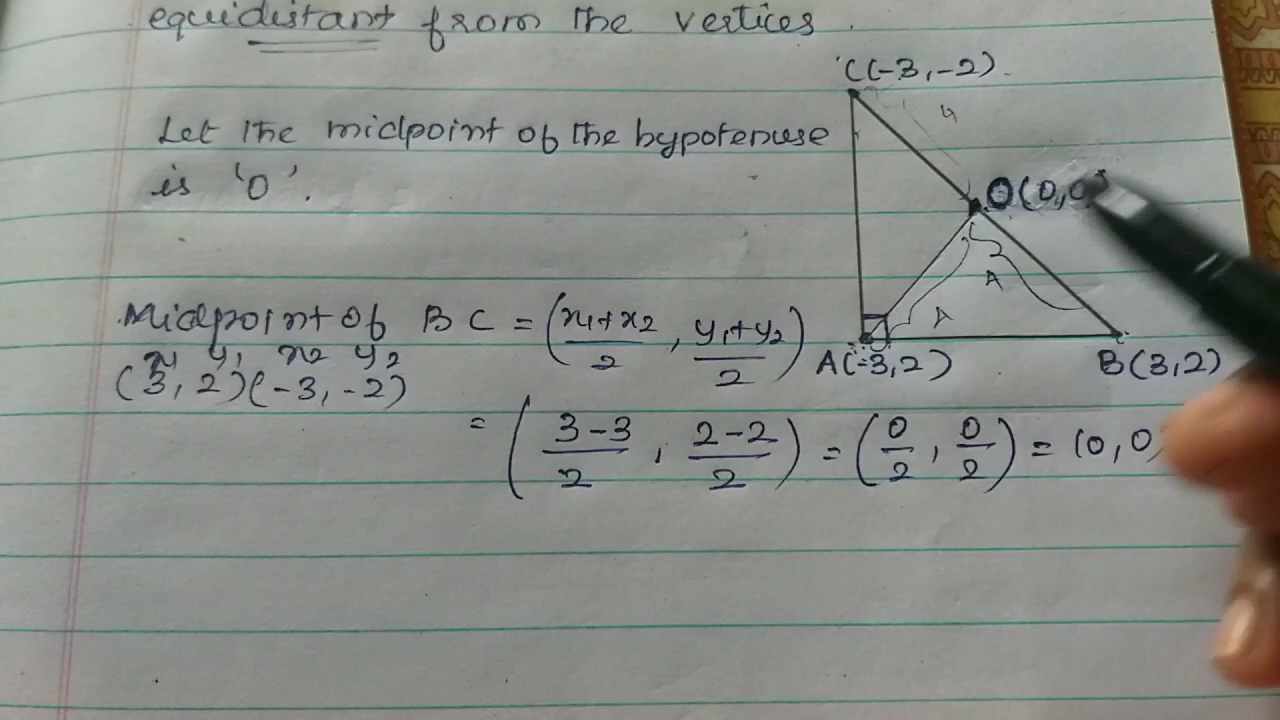 equidistant from the vertices.
C(-3, -2).
Let the midpoint of the hypotenuse
is 'O'.
O(0,0
Midpoint of BC = (x1+x2/2, y1+y2/2)
A(-3, 2)
B(3, 2)
x1 y1 x2 y2
(3, 2)(-3, -2)
= (3-3/2, 2-2/2) = (0/2, 0/2) = (0, 0